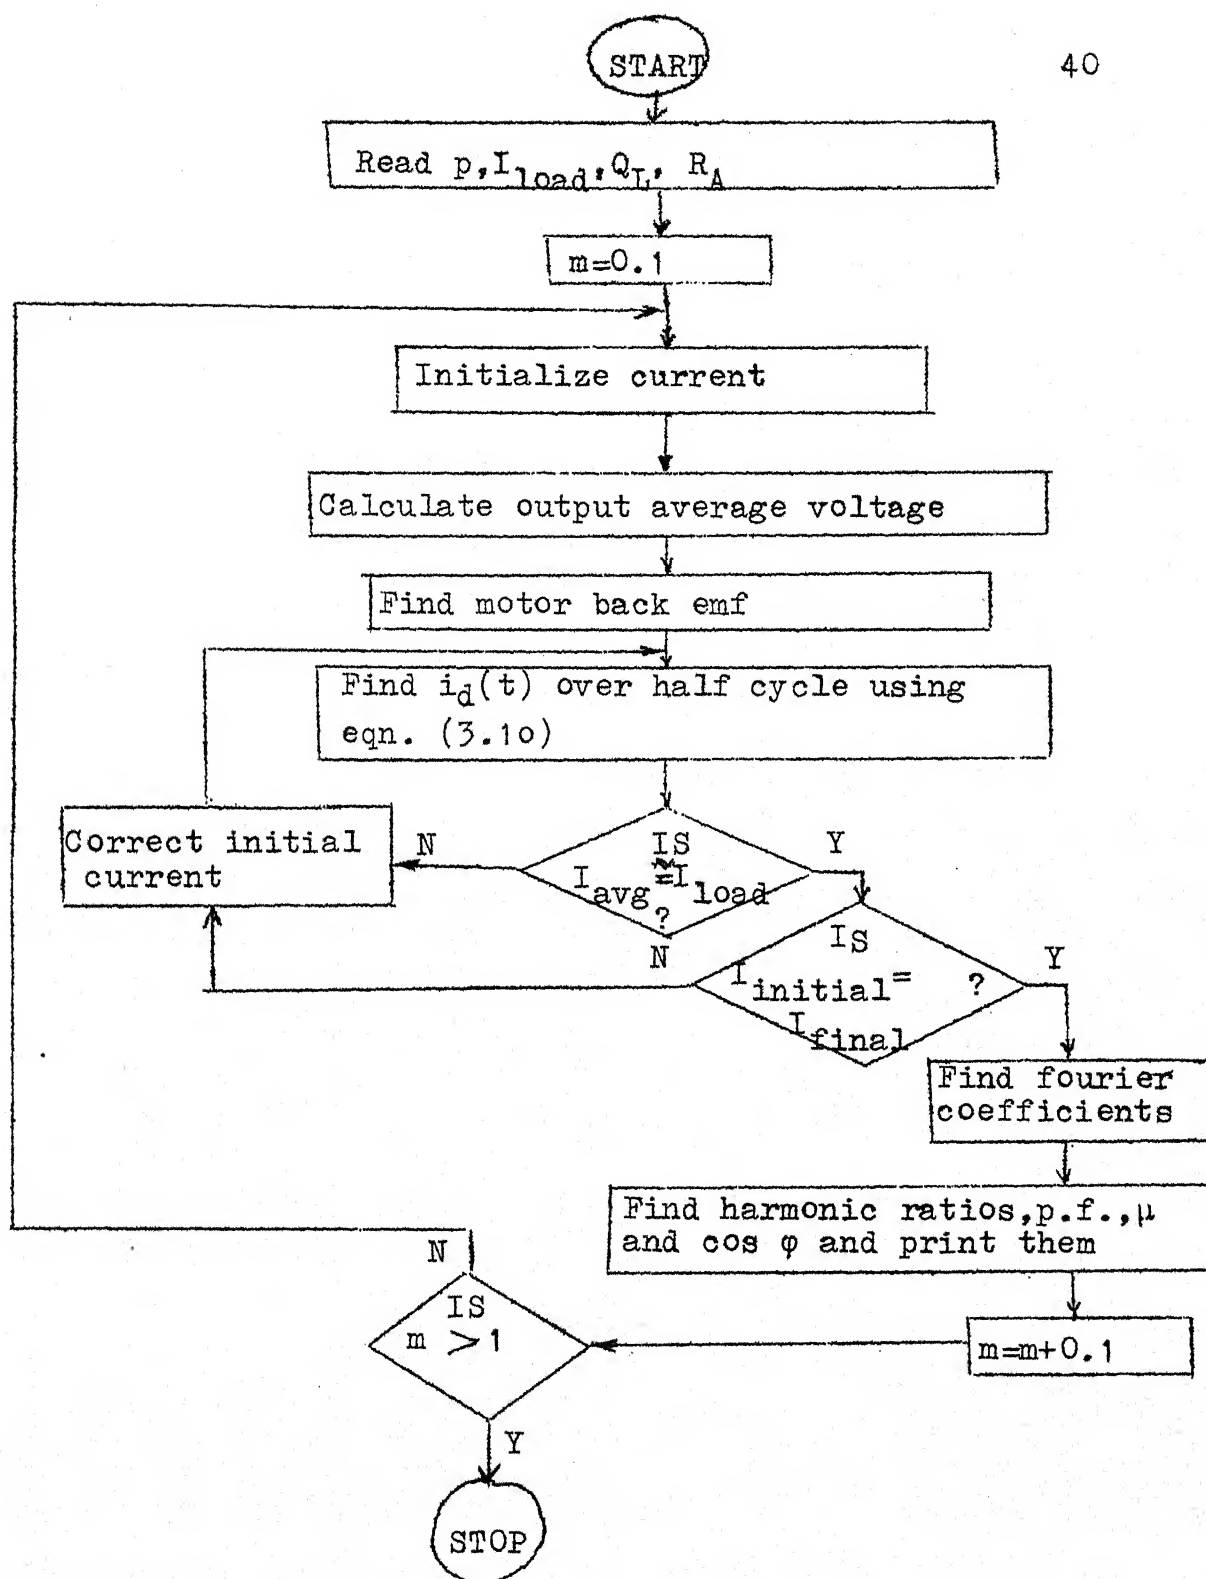 START
40
Read p,I_load,Q_L, R_A
m=0.1
Initialize current
Calculate output average voltage
Find motor back emf
Find i_d(t) over half cycle using
eqn. (3.1o)
Correct initial
current
N
IS
I_avg ≅ I_load
?
Y
N
IS
I_initial= ?
I_final
Y
Find fourier
coefficients
Find harmonic ratios,p.f.,μ
and cos φ and print them
m=m+0.1
N
IS
m >1
Y
STOP